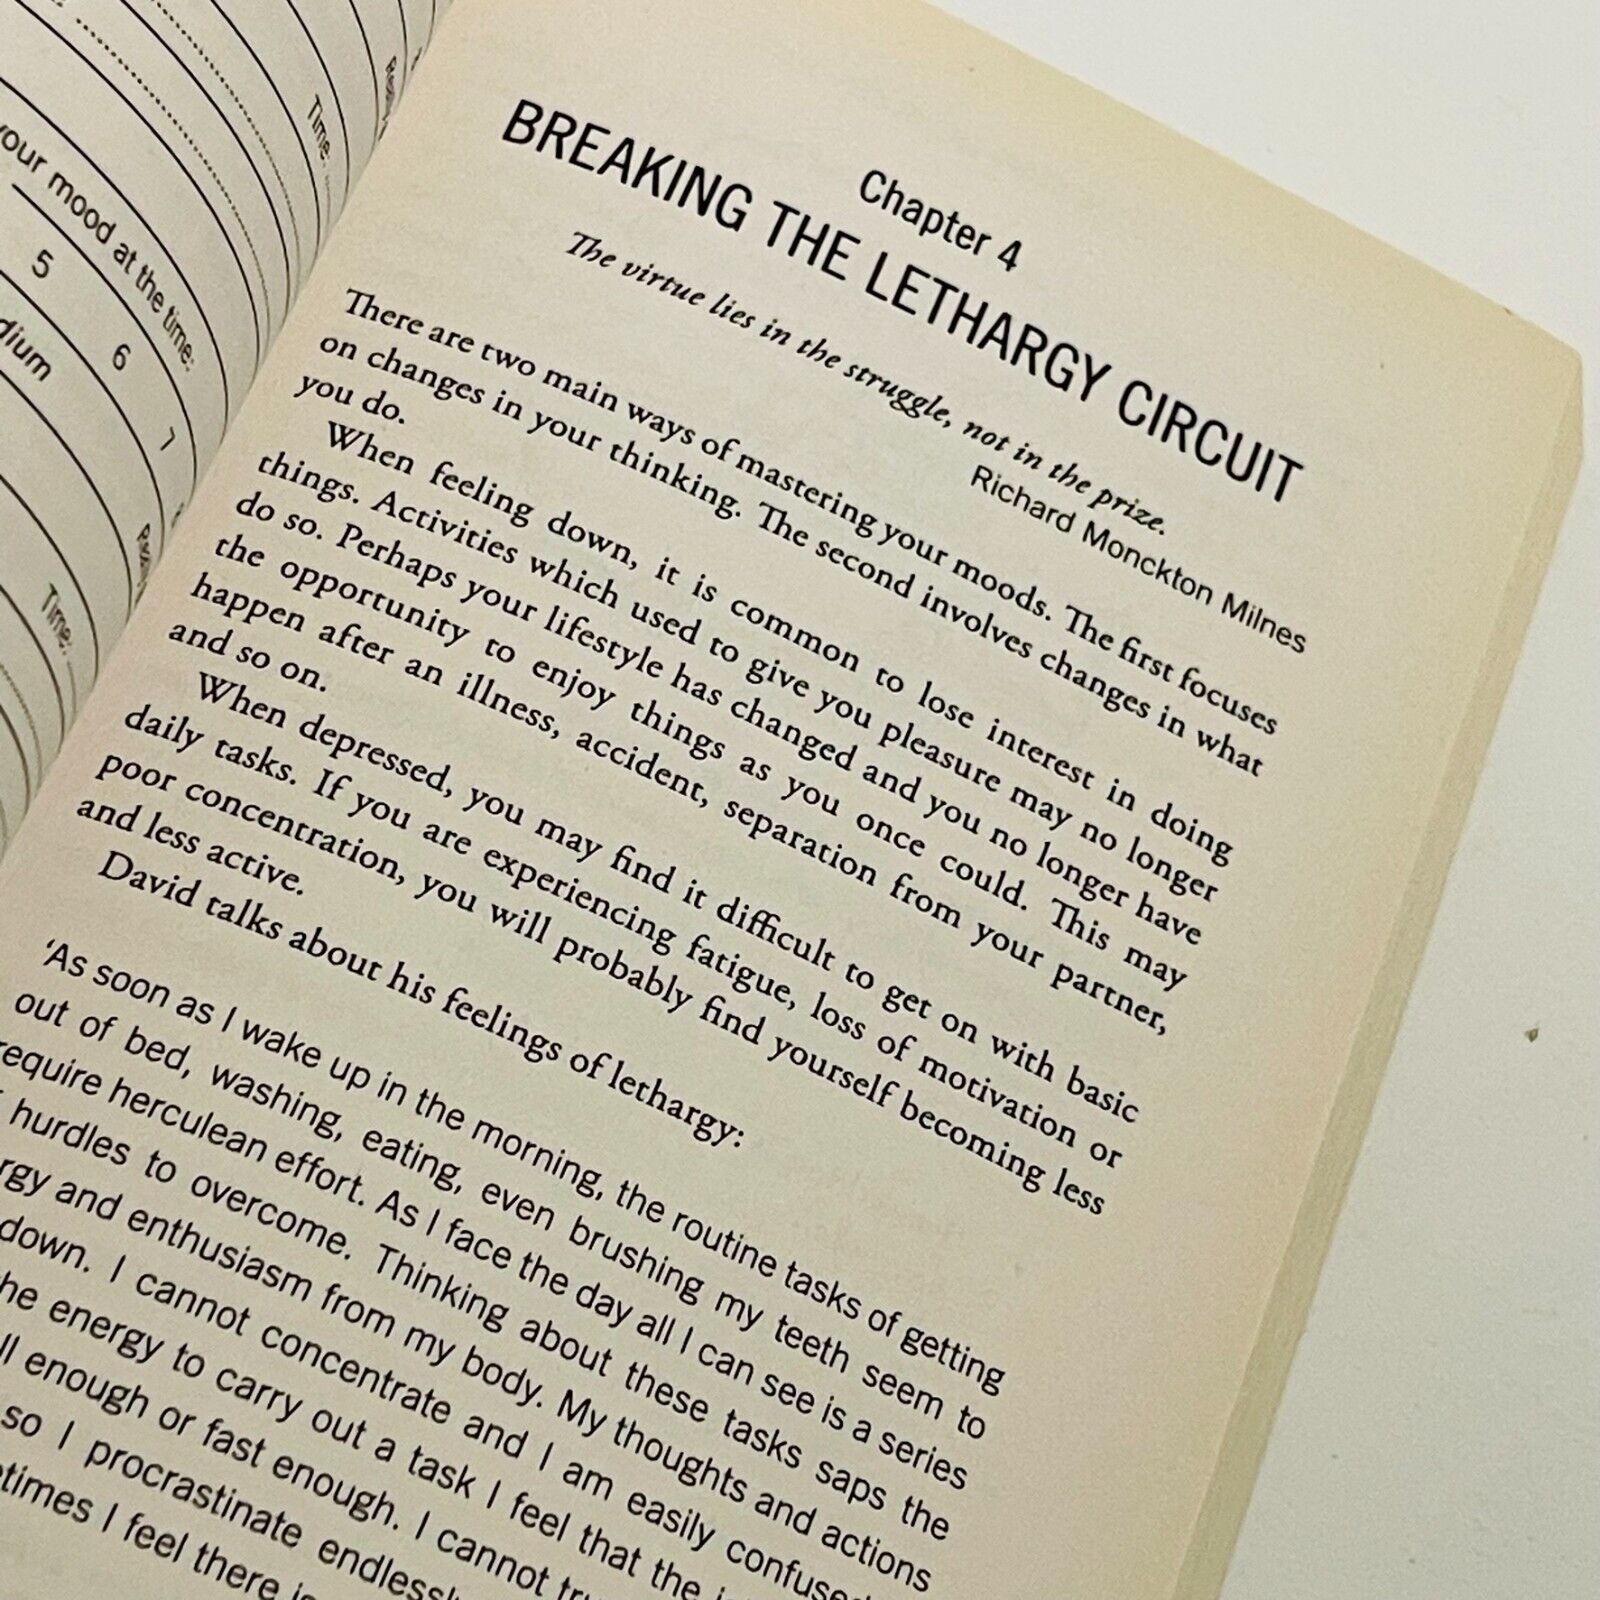 Time:
your mood at the time:
5 6 7
dium
Time:
Chapter 4
BREAKING THE LETHARGY CIRCUIT
The virtue lies in the struggle, not in the prize.
Richard Monckton Milnes
There are two main ways of mastering your moods. The first focuses
on changes in your thinking. The second involves changes in what
you do.
When feeling down, it is common to lose interest in doing
things. Activities which used to give you pleasure may no longer
do so. Perhaps your lifestyle has changed and you no longer have
the opportunity to enjoy things as you once could. This may
happen after an illness, accident, separation from your partner,
and so on.
When depressed, you may find it difficult to get on with basic
daily tasks. If you are experiencing fatigue, loss of motivation or
poor concentration, you will probably find yourself becoming less
and less active.
David talks about his feelings of lethargy:
'As soon as I wake up in the morning, the routine tasks of getting
out of bed, washing, eating, even brushing my teeth seem to
require herculean effort. As I face the day all I can see is a series
hurdles to overcome. Thinking about these tasks saps the
rgy and enthusiasm from my body. My thoughts and actions
down. I cannot concentrate and I am easily confused
he energy to carry out a task I feel that the
ll enough or fast enough. I cannot
so I procrastinate endlessly
times I feel there is